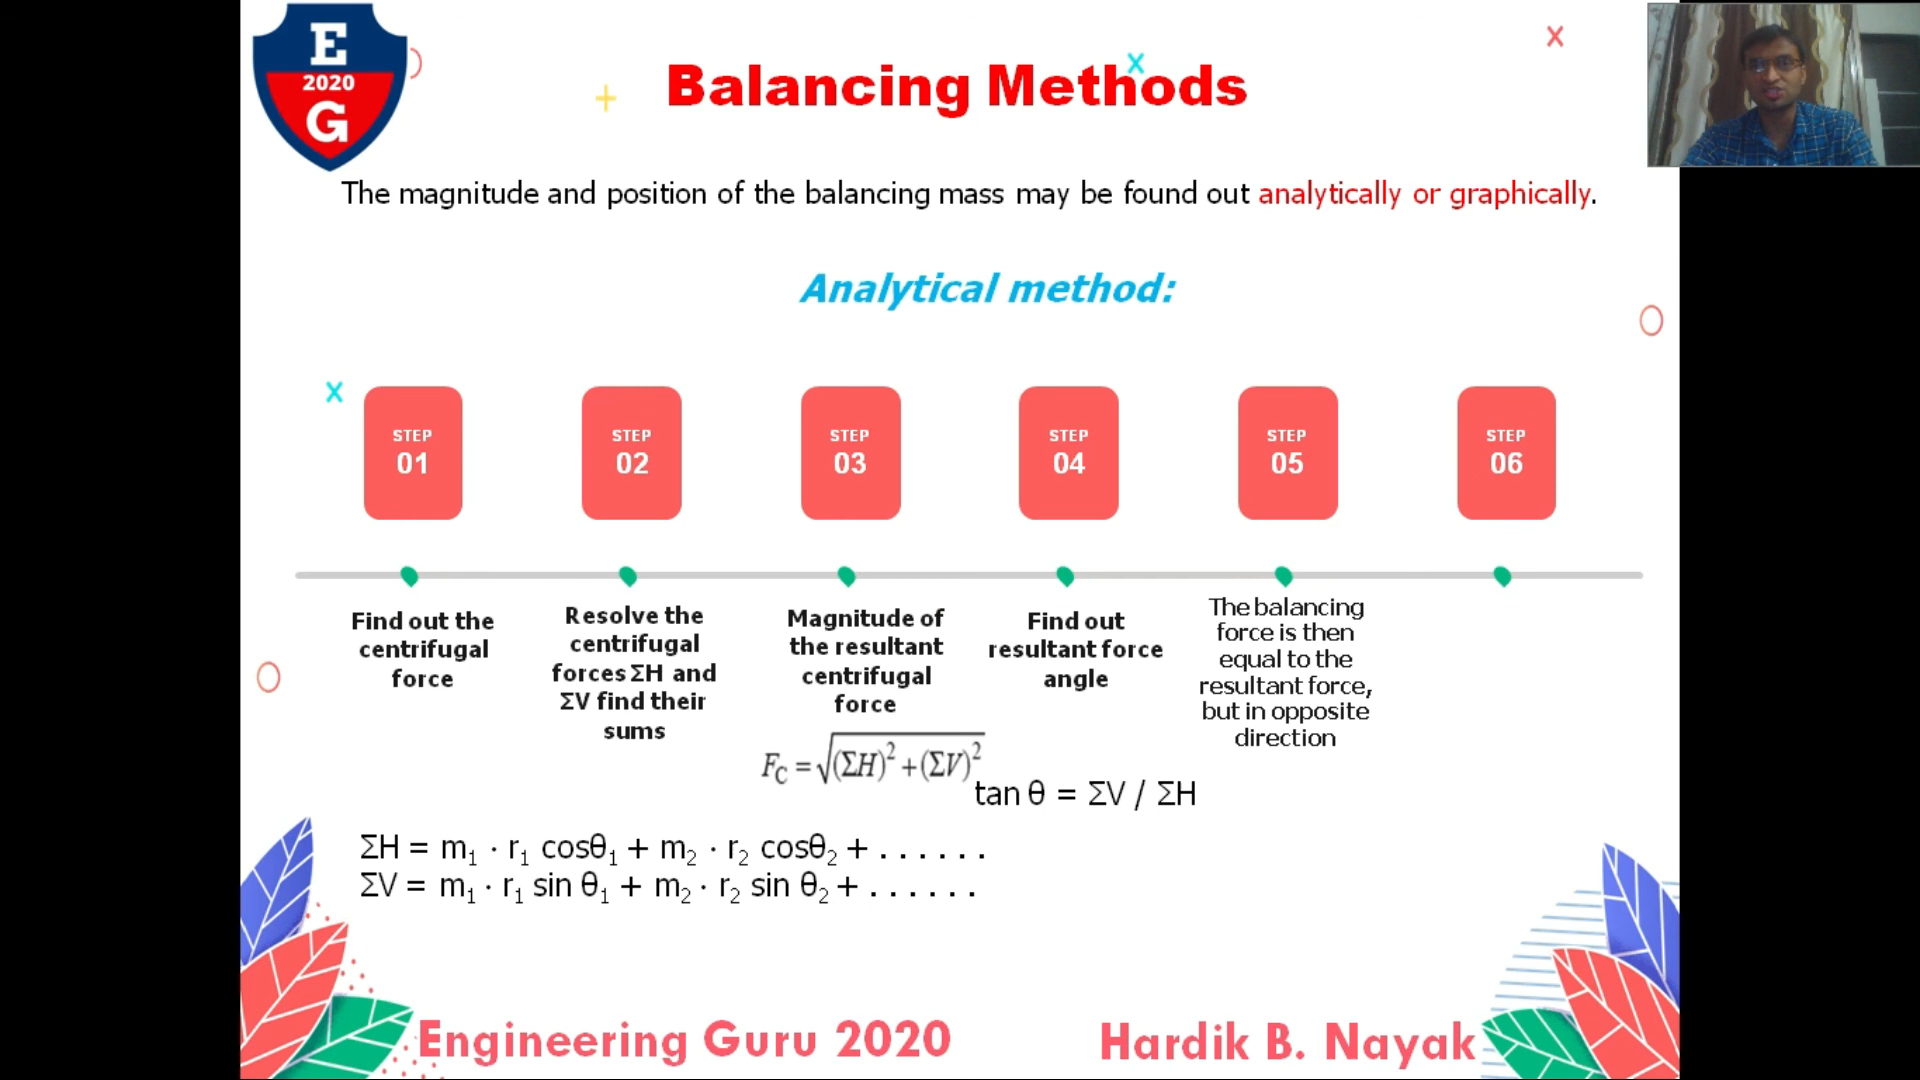 E
2020
G
Balancing Methods
The magnitude and position of the balancing mass may be found out analytically or graphically.
Analytical method:
STEP
01
STEP
02
STEP
03
STEP
04
STEP
05
STEP
06
Find out the
centrifugal
force
Resolve the
centrifugal
forces ΣH and
ΣV find their
sums
Magnitude of
the resultant
centrifugal
force
F_C = √(ΣH)² + (ΣV)²
Find out
resultant force
angle
tan θ = ΣV / ΣH
The balancing
force is then
equal to the
resultant force,
but in opposite
direction
ΣH = m₁ · r₁ cosθ₁ + m₂ · r₂ cosθ₂ + . . . . . .
ΣV = m₁ · r₁ sin θ₁ + m₂ · r₂ sin θ₂ + . . . . . .
Engineering Guru 2020
Hardik B. Nayak